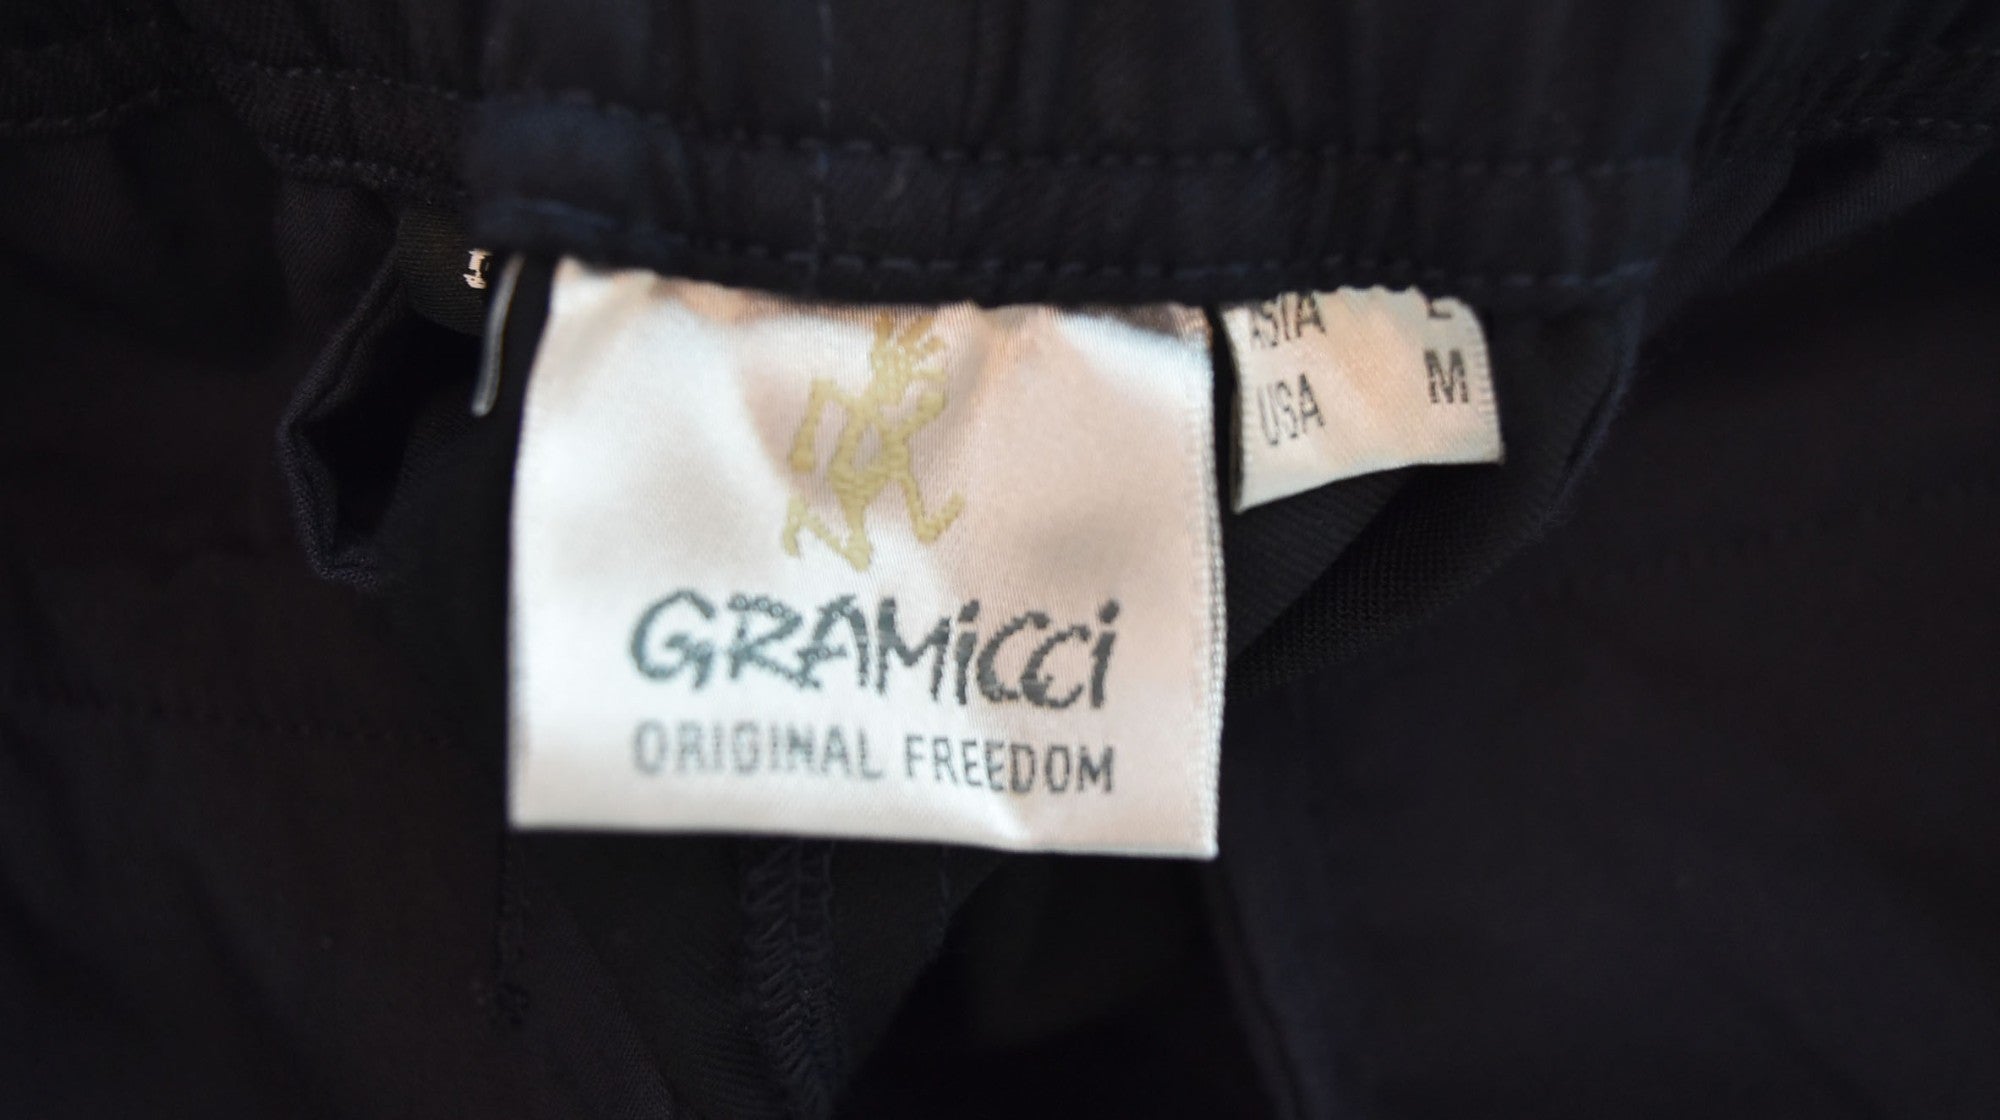 GRAMiCCi
ORIGINAL FREEDOM
ASIA L
USA M